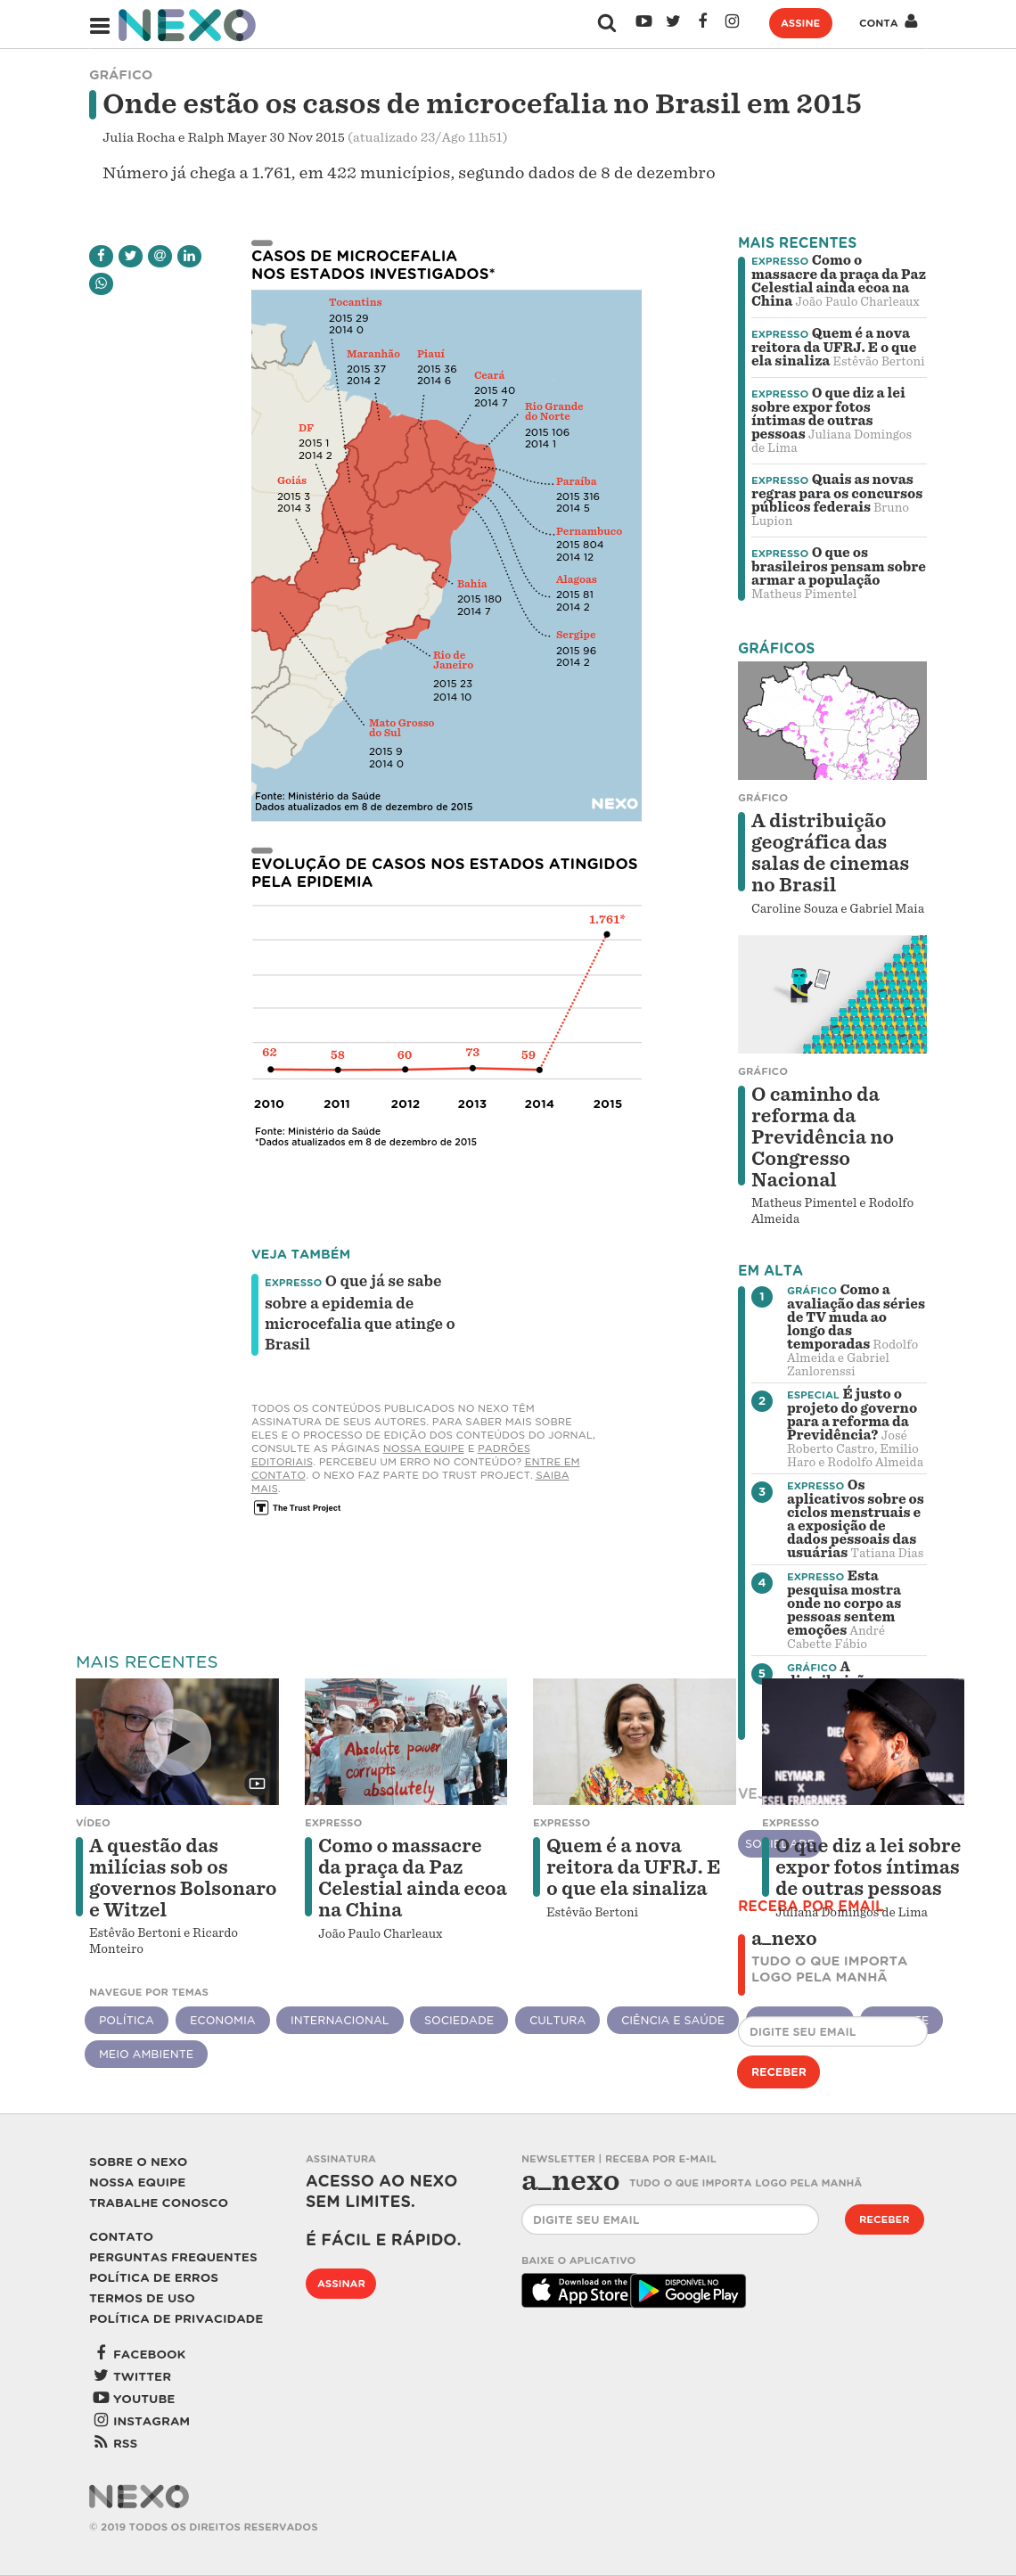 NEXO
ASSINE
CONTA
GRÁFICO
Onde estão os casos de microcefalia no Brasil em 2015
Julia Rocha e Ralph Mayer 30 Nov 2015 (atualizado 23/Ago 11h51)
Número já chega a 1.761, em 422 municípios, segundo dados de 8 de dezembro
CASOS DE MICROCEFALIA
NOS ESTADOS INVESTIGADOS*
Tocantins
2015 29
2014 0
Maranhão
2015 37
2014 2
Piauí
2015 36
2014 6
Ceará
2015 40
2014 7
Rio Grande
do Norte
2015 106
2014 1
DF
2015 1
2014 2
Goiás
2015 3
2014 3
Paraíba
2015 316
2014 5
Pernambuco
2015 804
2014 12
Alagoas
2015 81
2014 2
Bahia
2015 180
2014 7
Sergipe
2015 96
2014 2
Rio de
Janeiro
2015 23
2014 10
Mato Grosso
do Sul
2015 9
2014 0
Fonte: Ministério da Saúde
Dados atualizados em 8 de dezembro de 2015
NEXO
EVOLUÇÃO DE CASOS NOS ESTADOS ATINGIDOS
PELA EPIDEMIA
1.761*
62 58 60 73 59
2010 2011 2012 2013 2014 2015
Fonte: Ministério da Saúde
*Dados atualizados em 8 de dezembro de 2015
VEJA TAMBÉM
EXPRESSO O que já se sabe
sobre a epidemia de
microcefalia que atinge o
Brasil
TODOS OS CONTEÚDOS PUBLICADOS NO NEXO TÊM
ASSINATURA DE SEUS AUTORES. PARA SABER MAIS SOBRE
ELES E O PROCESSO DE EDIÇÃO DOS CONTEÚDOS DO JORNAL,
CONSULTE AS PÁGINAS NOSSA EQUIPE E PADRÕES
EDITORIAIS. PERCEBEU UM ERRO NO CONTEÚDO? ENTRE EM
CONTATO. O NEXO FAZ PARTE DO TRUST PROJECT. SAIBA
MAIS.
T The Trust Project
MAIS RECENTES
EXPRESSO Como o
massacre da praça da Paz
Celestial ainda ecoa na
China João Paulo Charleaux
EXPRESSO Quem é a nova
reitora da UFRJ. E o que
ela sinaliza Estêvão Bertoni
EXPRESSO O que diz a lei
sobre expor fotos
íntimas de outras
pessoas Juliana Domingos
de Lima
EXPRESSO Quais as novas
regras para os concursos
públicos federais Bruno
Lupion
EXPRESSO O que os
brasileiros pensam sobre
armar a população
Matheus Pimentel
GRÁFICOS
GRÁFICO
A distribuição
geográfica das
salas de cinemas
no Brasil
Caroline Souza e Gabriel Maia
GRÁFICO
O caminho da
reforma da
Previdência no
Congresso
Nacional
Matheus Pimentel e Rodolfo
Almeida
EM ALTA
1 GRÁFICO Como a
avaliação das séries
de TV muda ao
longo das
temporadas Rodolfo
Almeida e Gabriel
Zanlorenssi
2 ESPECIAL É justo o
projeto do governo
para a reforma da
Previdência? José
Roberto Castro, Emilio
Haro e Rodolfo Almeida
3 EXPRESSO Os
aplicativos sobre os
ciclos menstruais e
a exposição de
dados pessoais das
usuárias Tatiana Dias
4 EXPRESSO Esta
pesquisa mostra
onde no corpo as
pessoas sentem
emoções André
Cabette Fábio
5 GRÁFICO A
MAIS RECENTES
Absolute power
corrupts
absolutely
NEYMAR JR
X
DIESEL FRAGRANCES
VÍDEO
A questão das
milícias sob os
governos Bolsonaro
e Witzel
Estêvão Bertoni e Ricardo
Monteiro
EXPRESSO
Como o massacre
da praça da Paz
Celestial ainda ecoa
na China
João Paulo Charleaux
EXPRESSO
Quem é a nova
reitora da UFRJ. E
o que ela sinaliza
Estêvão Bertoni
EXPRESSO
O que diz a lei sobre
expor fotos íntimas
de outras pessoas
Juliana Domingos de Lima
SOCIEDADE
RECEBA POR EMAIL
a_nexo
TUDO O QUE IMPORTA
LOGO PELA MANHÃ
DIGITE SEU EMAIL
RECEBER
NAVEGUE POR TEMAS
POLÍTICA ECONOMIA INTERNACIONAL SOCIEDADE CULTURA CIÊNCIA E SAÚDE
MEIO AMBIENTE
SOBRE O NEXO
NOSSA EQUIPE
TRABALHE CONOSCO
CONTATO
PERGUNTAS FREQUENTES
POLÍTICA DE ERROS
TERMOS DE USO
POLÍTICA DE PRIVACIDADE
FACEBOOK
TWITTER
YOUTUBE
INSTAGRAM
RSS
ASSINATURA
ACESSO AO NEXO
SEM LIMITES.
É FÁCIL E RÁPIDO.
ASSINAR
NEWSLETTER | RECEBA POR E-MAIL
a_nexo TUDO O QUE IMPORTA LOGO PELA MANHÃ
DIGITE SEU EMAIL
RECEBER
BAIXE O APLICATIVO
Download on the
App Store
DISPONÍVEL NO
Google Play
NEXO
© 2019 TODOS OS DIREITOS RESERVADOS